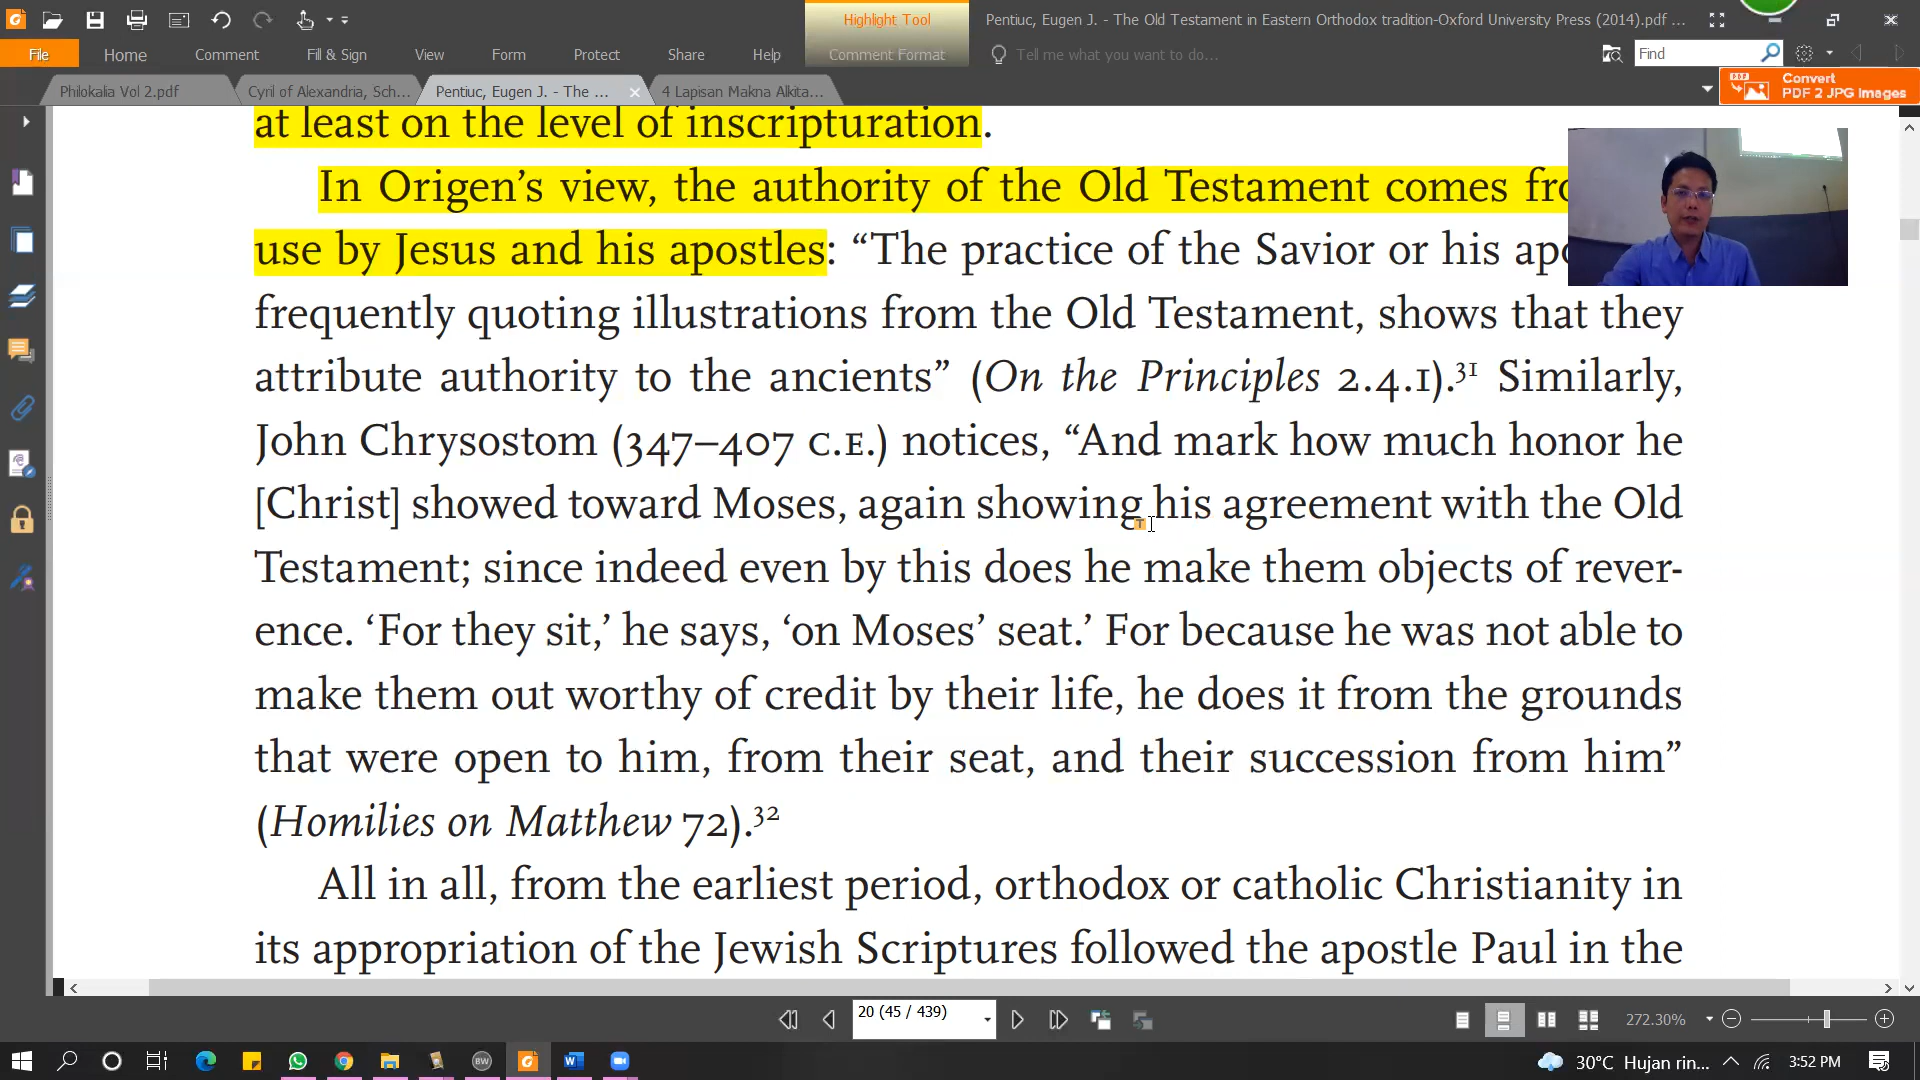 Highlight Tool
Pentiuc, Eugen J. - The Old Testament in Eastern Orthodox tradition-Oxford University Press (2014).pdf ...
File
Home
Comment
Fill & Sign
View
Form
Protect
Share
Help
Comment Format
Tell me what you want to do...
Find
Philokalia Vol 2.pdf
Cyril of Alexandria, Sch...
Pentiuc, Eugen J. - The ...
4 Lapisan Makna Alkita...
Convert
PDF 2 JPG Images
at least on the level of inscripturation.
In Origen’s view, the authority of the Old Testament comes
use by Jesus and his apostles: “The practice of the Savior or his
frequently quoting illustrations from the Old Testament, shows that they
attribute authority to the ancients” (On the Principles 2.4.1).³¹ Similarly,
John Chrysostom (347–407 C.E.) notices, “And mark how much honor he
[Christ] showed toward Moses, again showing his agreement with the Old
Testament; since indeed even by this does he make them objects of rever-
ence. ‘For they sit,’ he says, ‘on Moses’ seat.’ For because he was not able to
make them out worthy of credit by their life, he does it from the grounds
that were open to him, from their seat, and their succession from him”
(Homilies on Matthew 72).³²
All in all, from the earliest period, orthodox or catholic Christianity in
its appropriation of the Jewish Scriptures followed the apostle Paul in the
20 (45 / 439)
272.30%
30°C Hujan rin...
3:52 PM